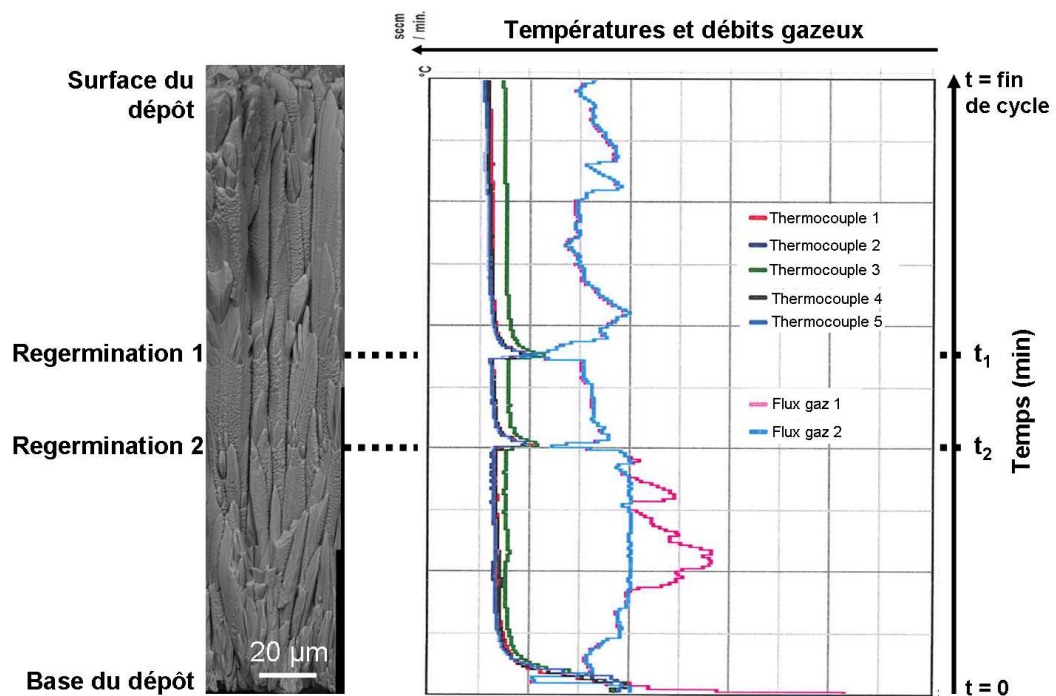 sccm
/ min.
Températures et débits gazeux
°C
Surface du
dépôt
t = fin
de cycle
Thermocouple 1
Thermocouple 2
Thermocouple 3
Thermocouple 4
Thermocouple 5
Regermination 1
t1
Flux gaz 1
Flux gaz 2
Regermination 2
t2
Temps (min)
20 µm
Base du dépôt
t = 0